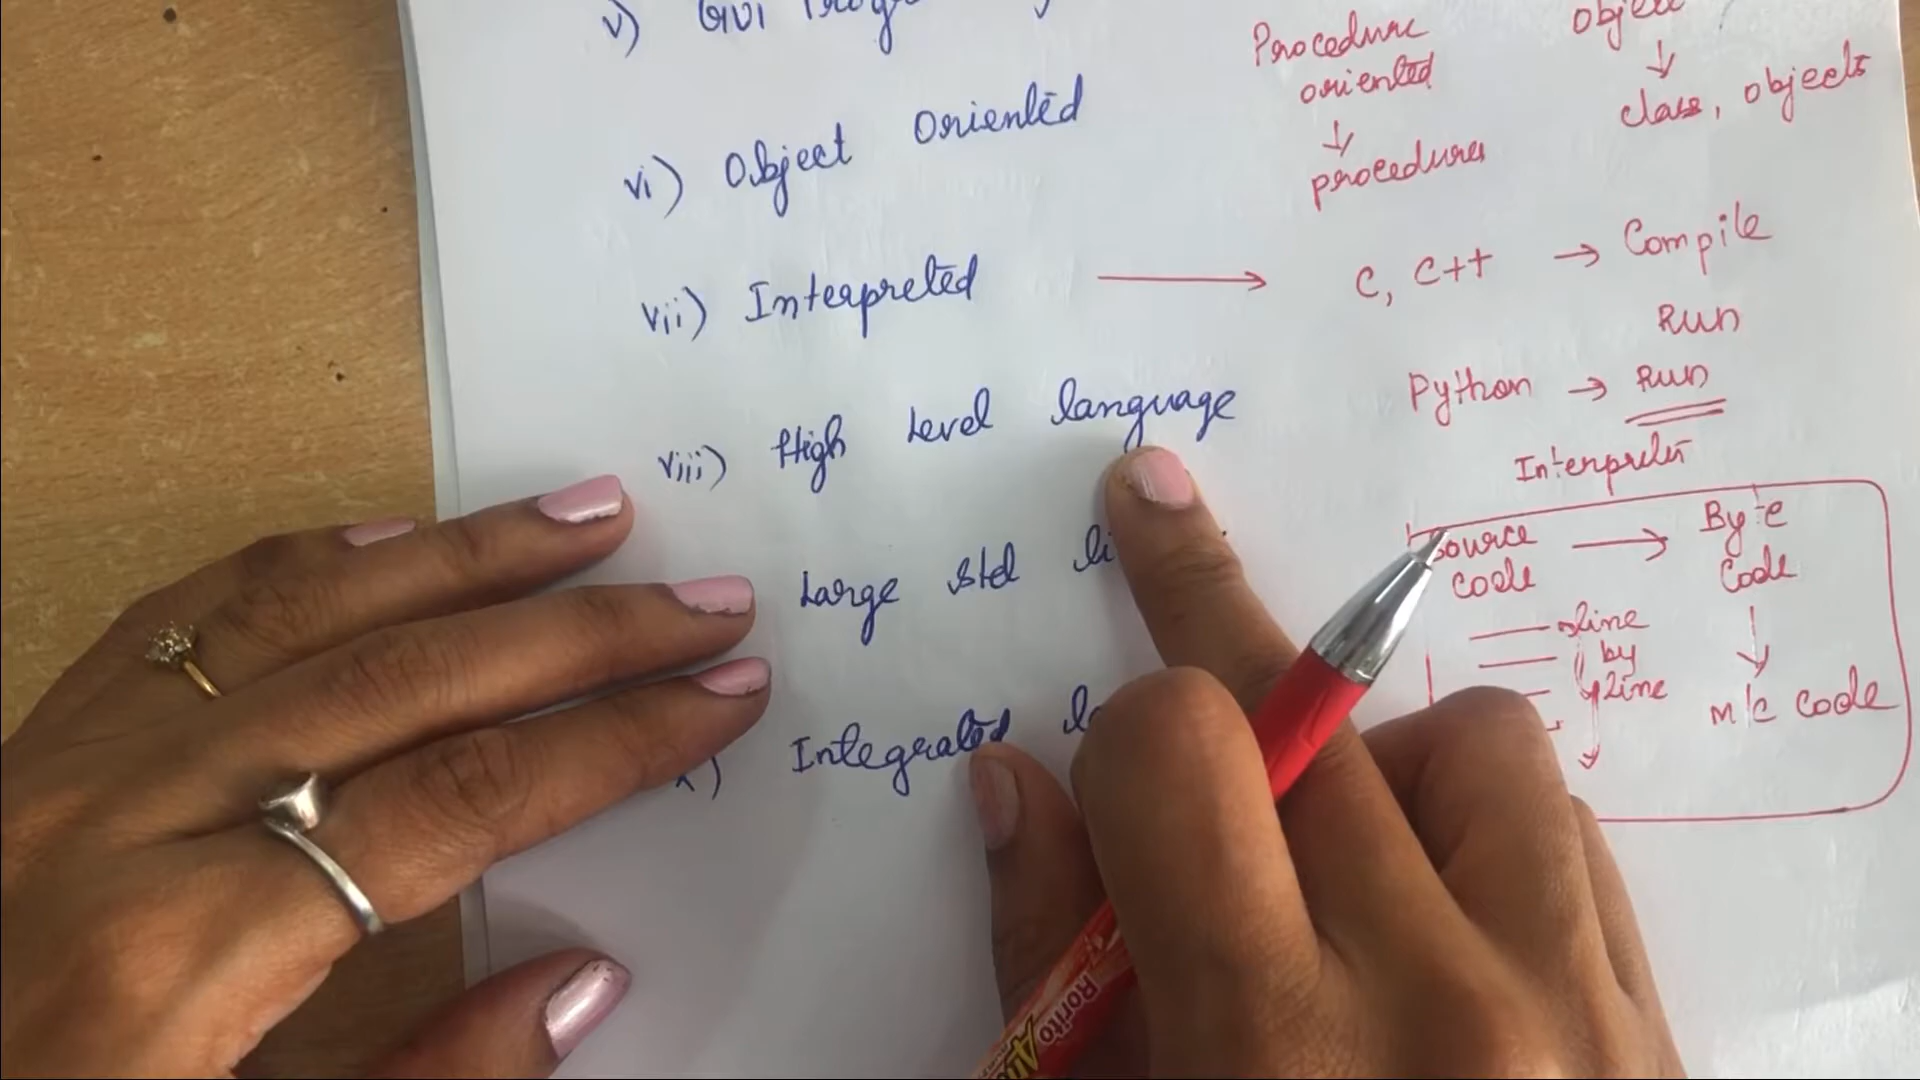 v) GUI
vi) Object Oriented
vii) Interpreted
viii) High Level language
Large std
x) Integrated
Procedure
oriented
↓
procedures
↓
class, objects
→ C, C++ → Compile
Run
Python → Run
Interpreter
Source → Byte
Code Code
line
by
line
↓
m/c code
Rorito